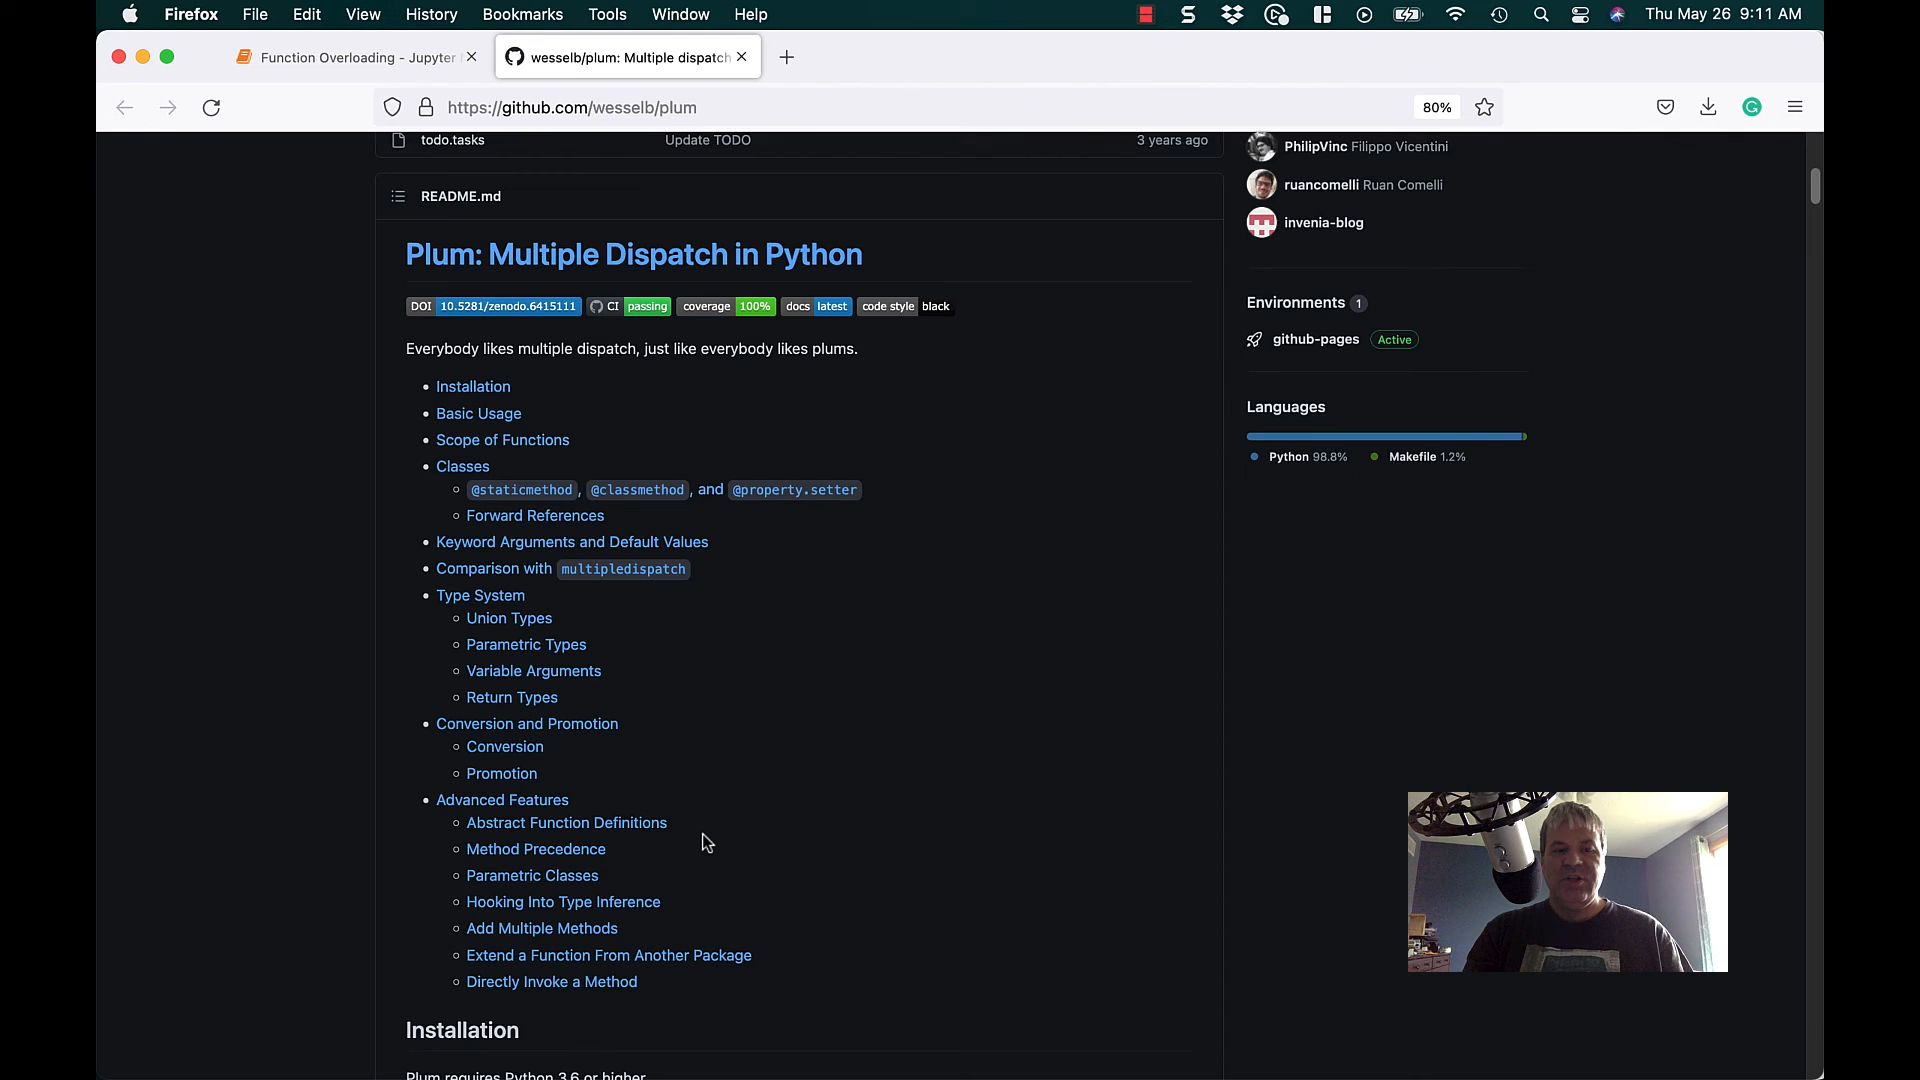 Firefox File Edit View History Bookmarks Tools Window Help Thu May 26 9:11 AM
Function Overloading - Jupyter wesselb/plum: Multiple dispatch
https://github.com/wesselb/plum 80%
todo.tasks Update TODO 3 years ago
PhilipVinc Filippo Vicentini
ruancomelli Ruan Comelli
invenia-blog
README.md
Plum: Multiple Dispatch in Python
DOI 10.5281/zenodo.6415111 CI passing coverage 100% docs latest code style black
Everybody likes multiple dispatch, just like everybody likes plums.
Installation
Basic Usage
Scope of Functions
Classes
@staticmethod, @classmethod, and @property.setter
Forward References
Keyword Arguments and Default Values
Comparison with multipledispatch
Type System
Union Types
Parametric Types
Variable Arguments
Return Types
Conversion and Promotion
Conversion
Promotion
Advanced Features
Abstract Function Definitions
Method Precedence
Parametric Classes
Hooking Into Type Inference
Add Multiple Methods
Extend a Function From Another Package
Directly Invoke a Method
Installation
Plum requires Python 3.6 or higher
Environments 1
github-pages Active
Languages
Python 98.8% Makefile 1.2%